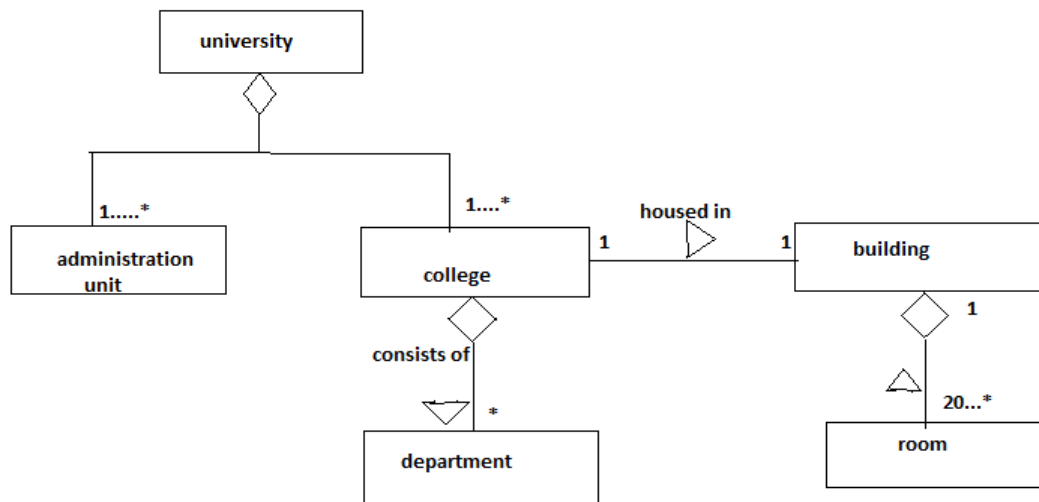 university
1.....*
administration
unit
1....*
college
1
housed in
1
building
1
consists of
*
department
20...*
room